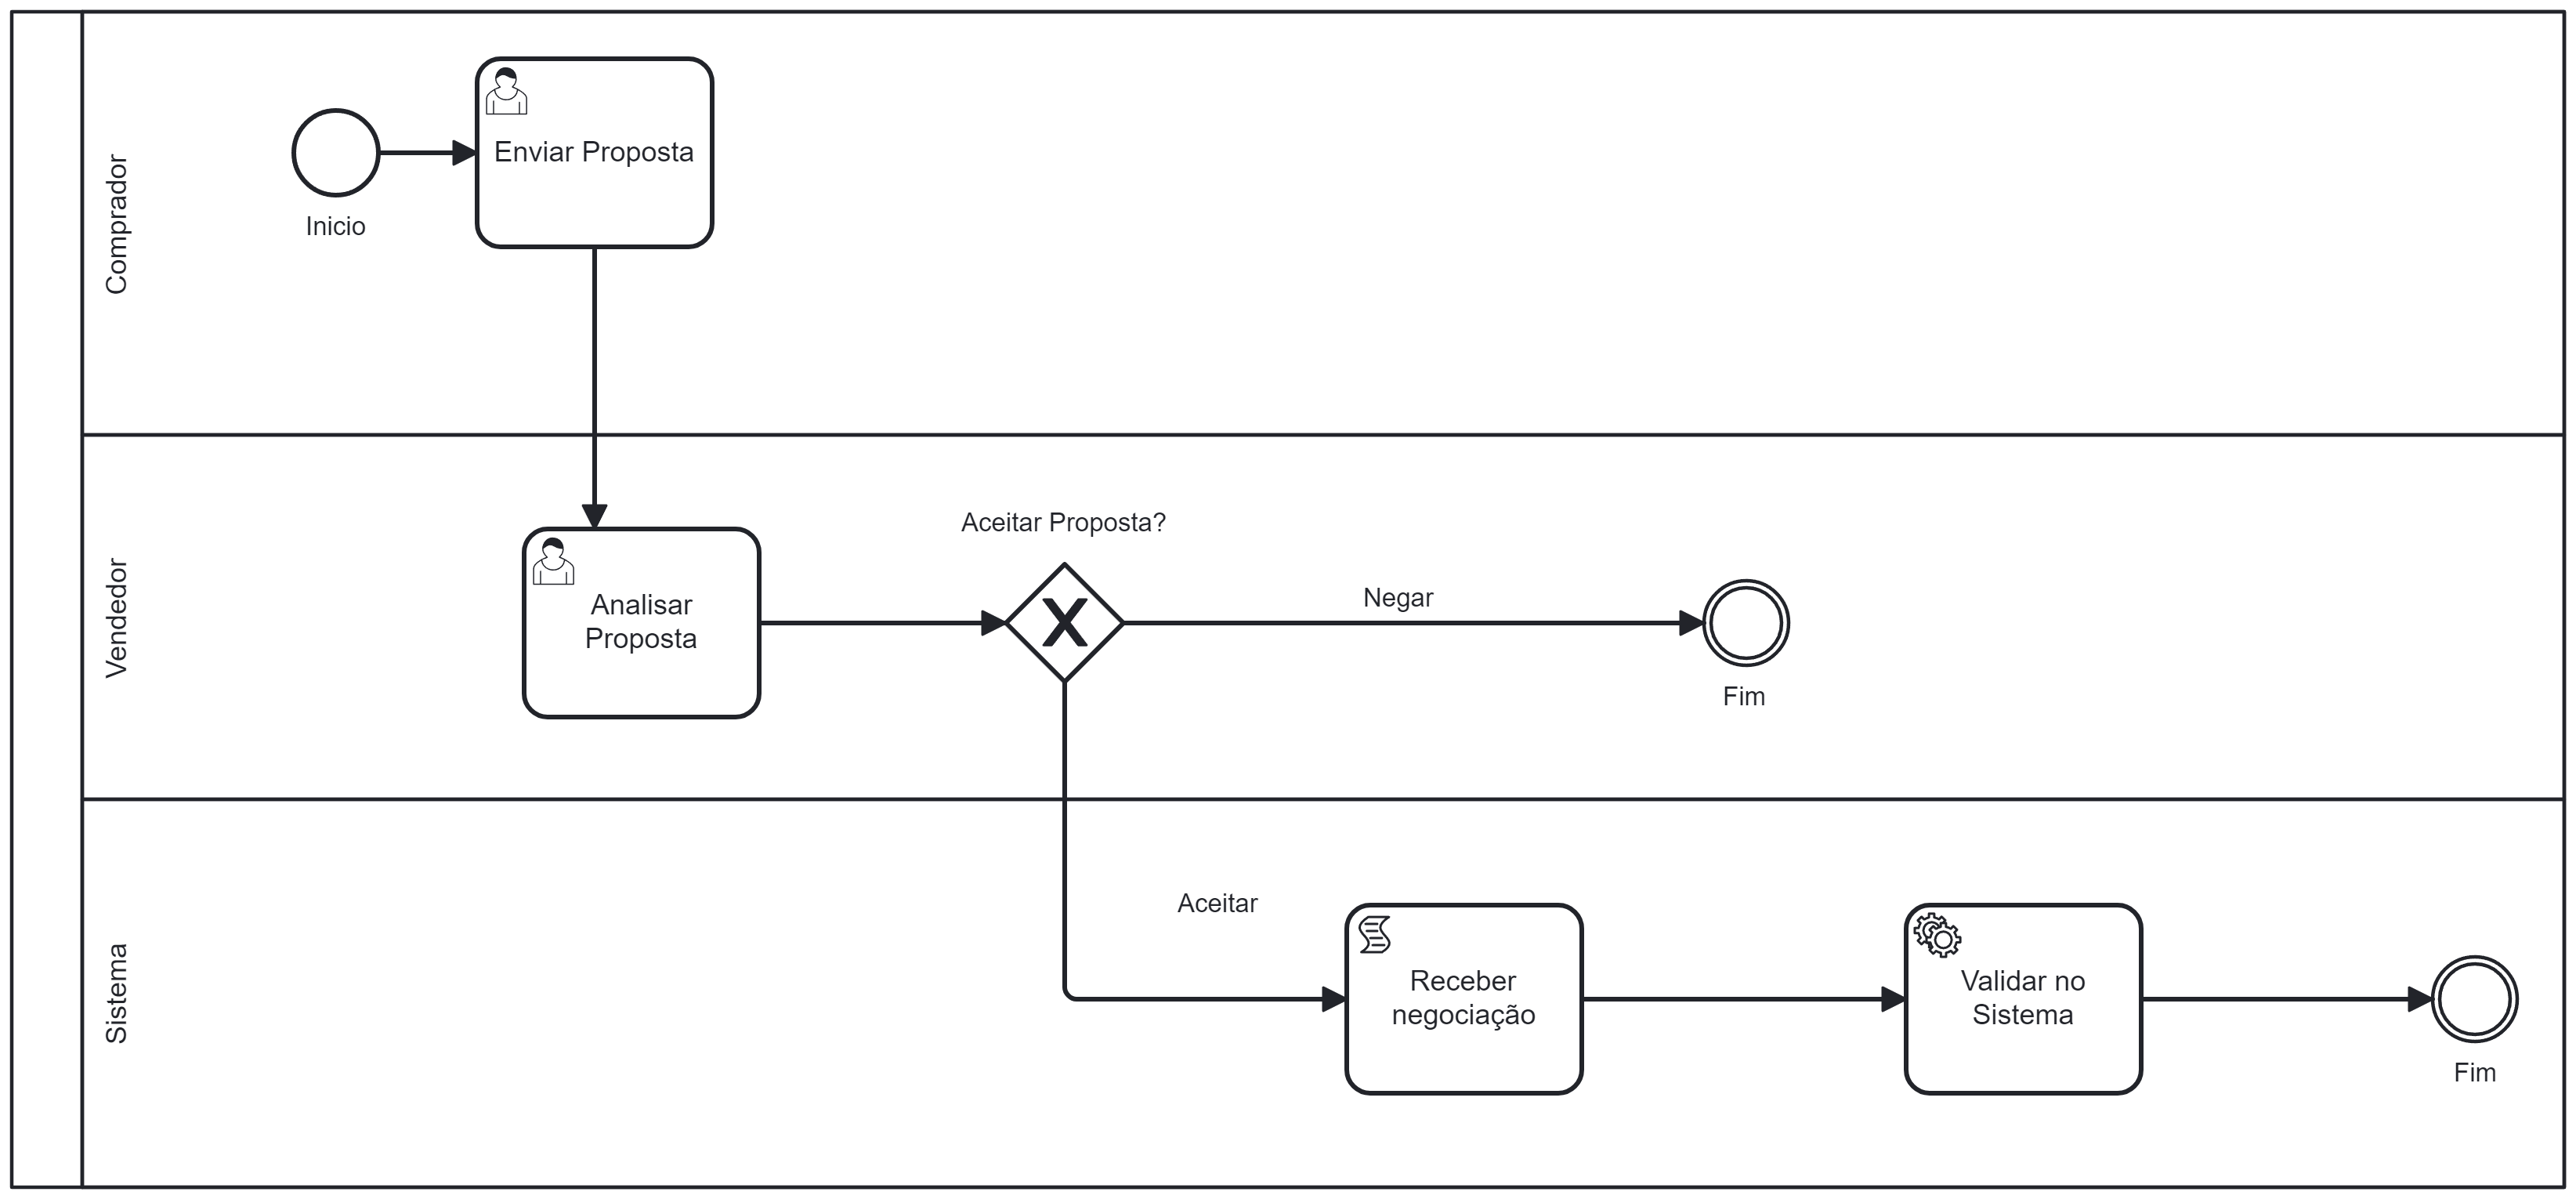 Comprador
Enviar Proposta
Inicio
Vendedor
Aceitar Proposta?
Analisar
Proposta
Negar
Fim
Sistema
Aceitar
Receber
negociação
Validar no
Sistema
Fim